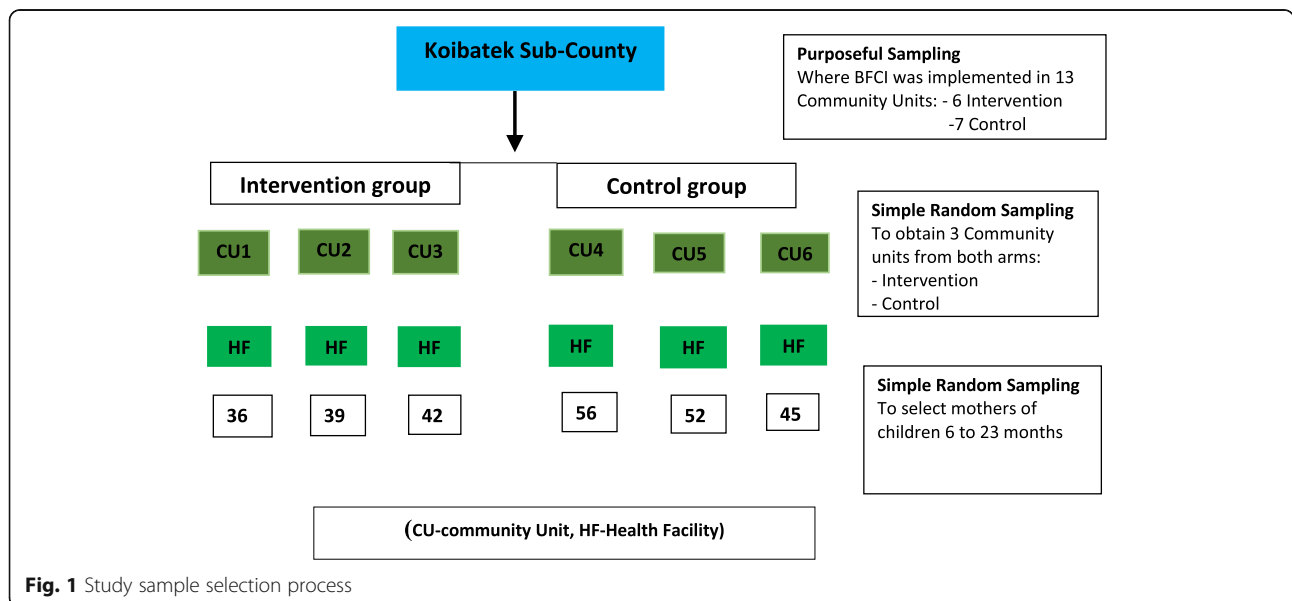 Koibatek Sub-County
Purposeful Sampling
Where BFCI was implemented in 13
Community Units: - 6 Intervention
-7 Control
Intervention group
Control group
Simple Random Sampling
To obtain 3 Community
units from both arms:
- Intervention
- Control
CU1 CU2 CU3 CU4 CU5 CU6
HF HF HF HF HF HF
36 39 42 56 52 45
Simple Random Sampling
To select mothers of
children 6 to 23 months
(CU-community Unit, HF-Health Facility)
Fig. 1 Study sample selection process